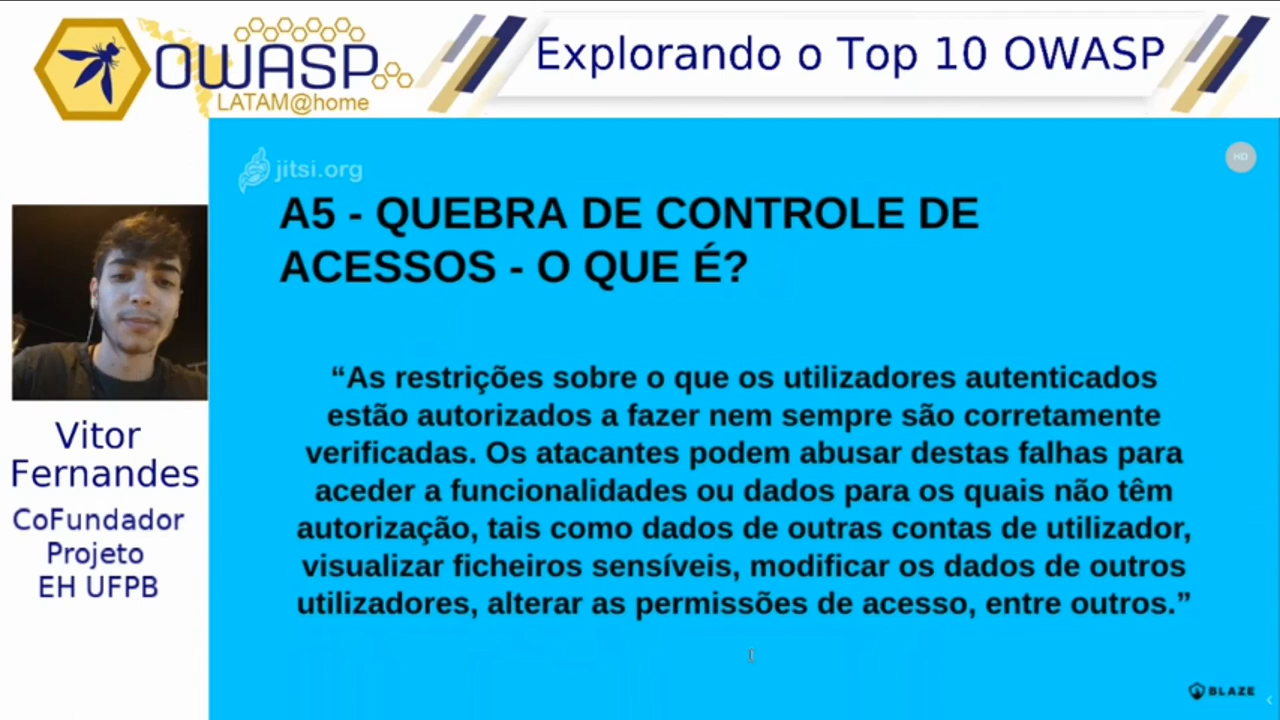 OWASP
LATAM@home
Explorando o Top 10 OWASP
jitsi.org
HD
A5 - QUEBRA DE CONTROLE DE
ACESSOS - O QUE É?
“As restrições sobre o que os utilizadores autenticados
estão autorizados a fazer nem sempre são corretamente
verificadas. Os atacantes podem abusar destas falhas para
aceder a funcionalidades ou dados para os quais não têm
autorização, tais como dados de outras contas de utilizador,
visualizar ficheiros sensíveis, modificar os dados de outros
utilizadores, alterar as permissões de acesso, entre outros.”
Vitor
Fernandes
CoFundador
Projeto
EH UFPB
BLAZE